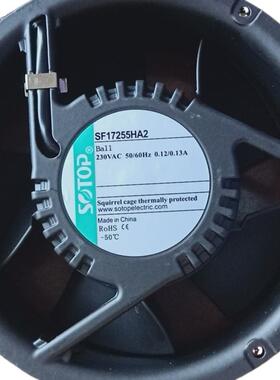 SF17255HA2
Ball
230VAC 50/60Hz 0.12/0.13A
SOTOP®
Squirrel cage thermally protected
www.sotopelectric.com
Made in China
RoHS CE
-50℃